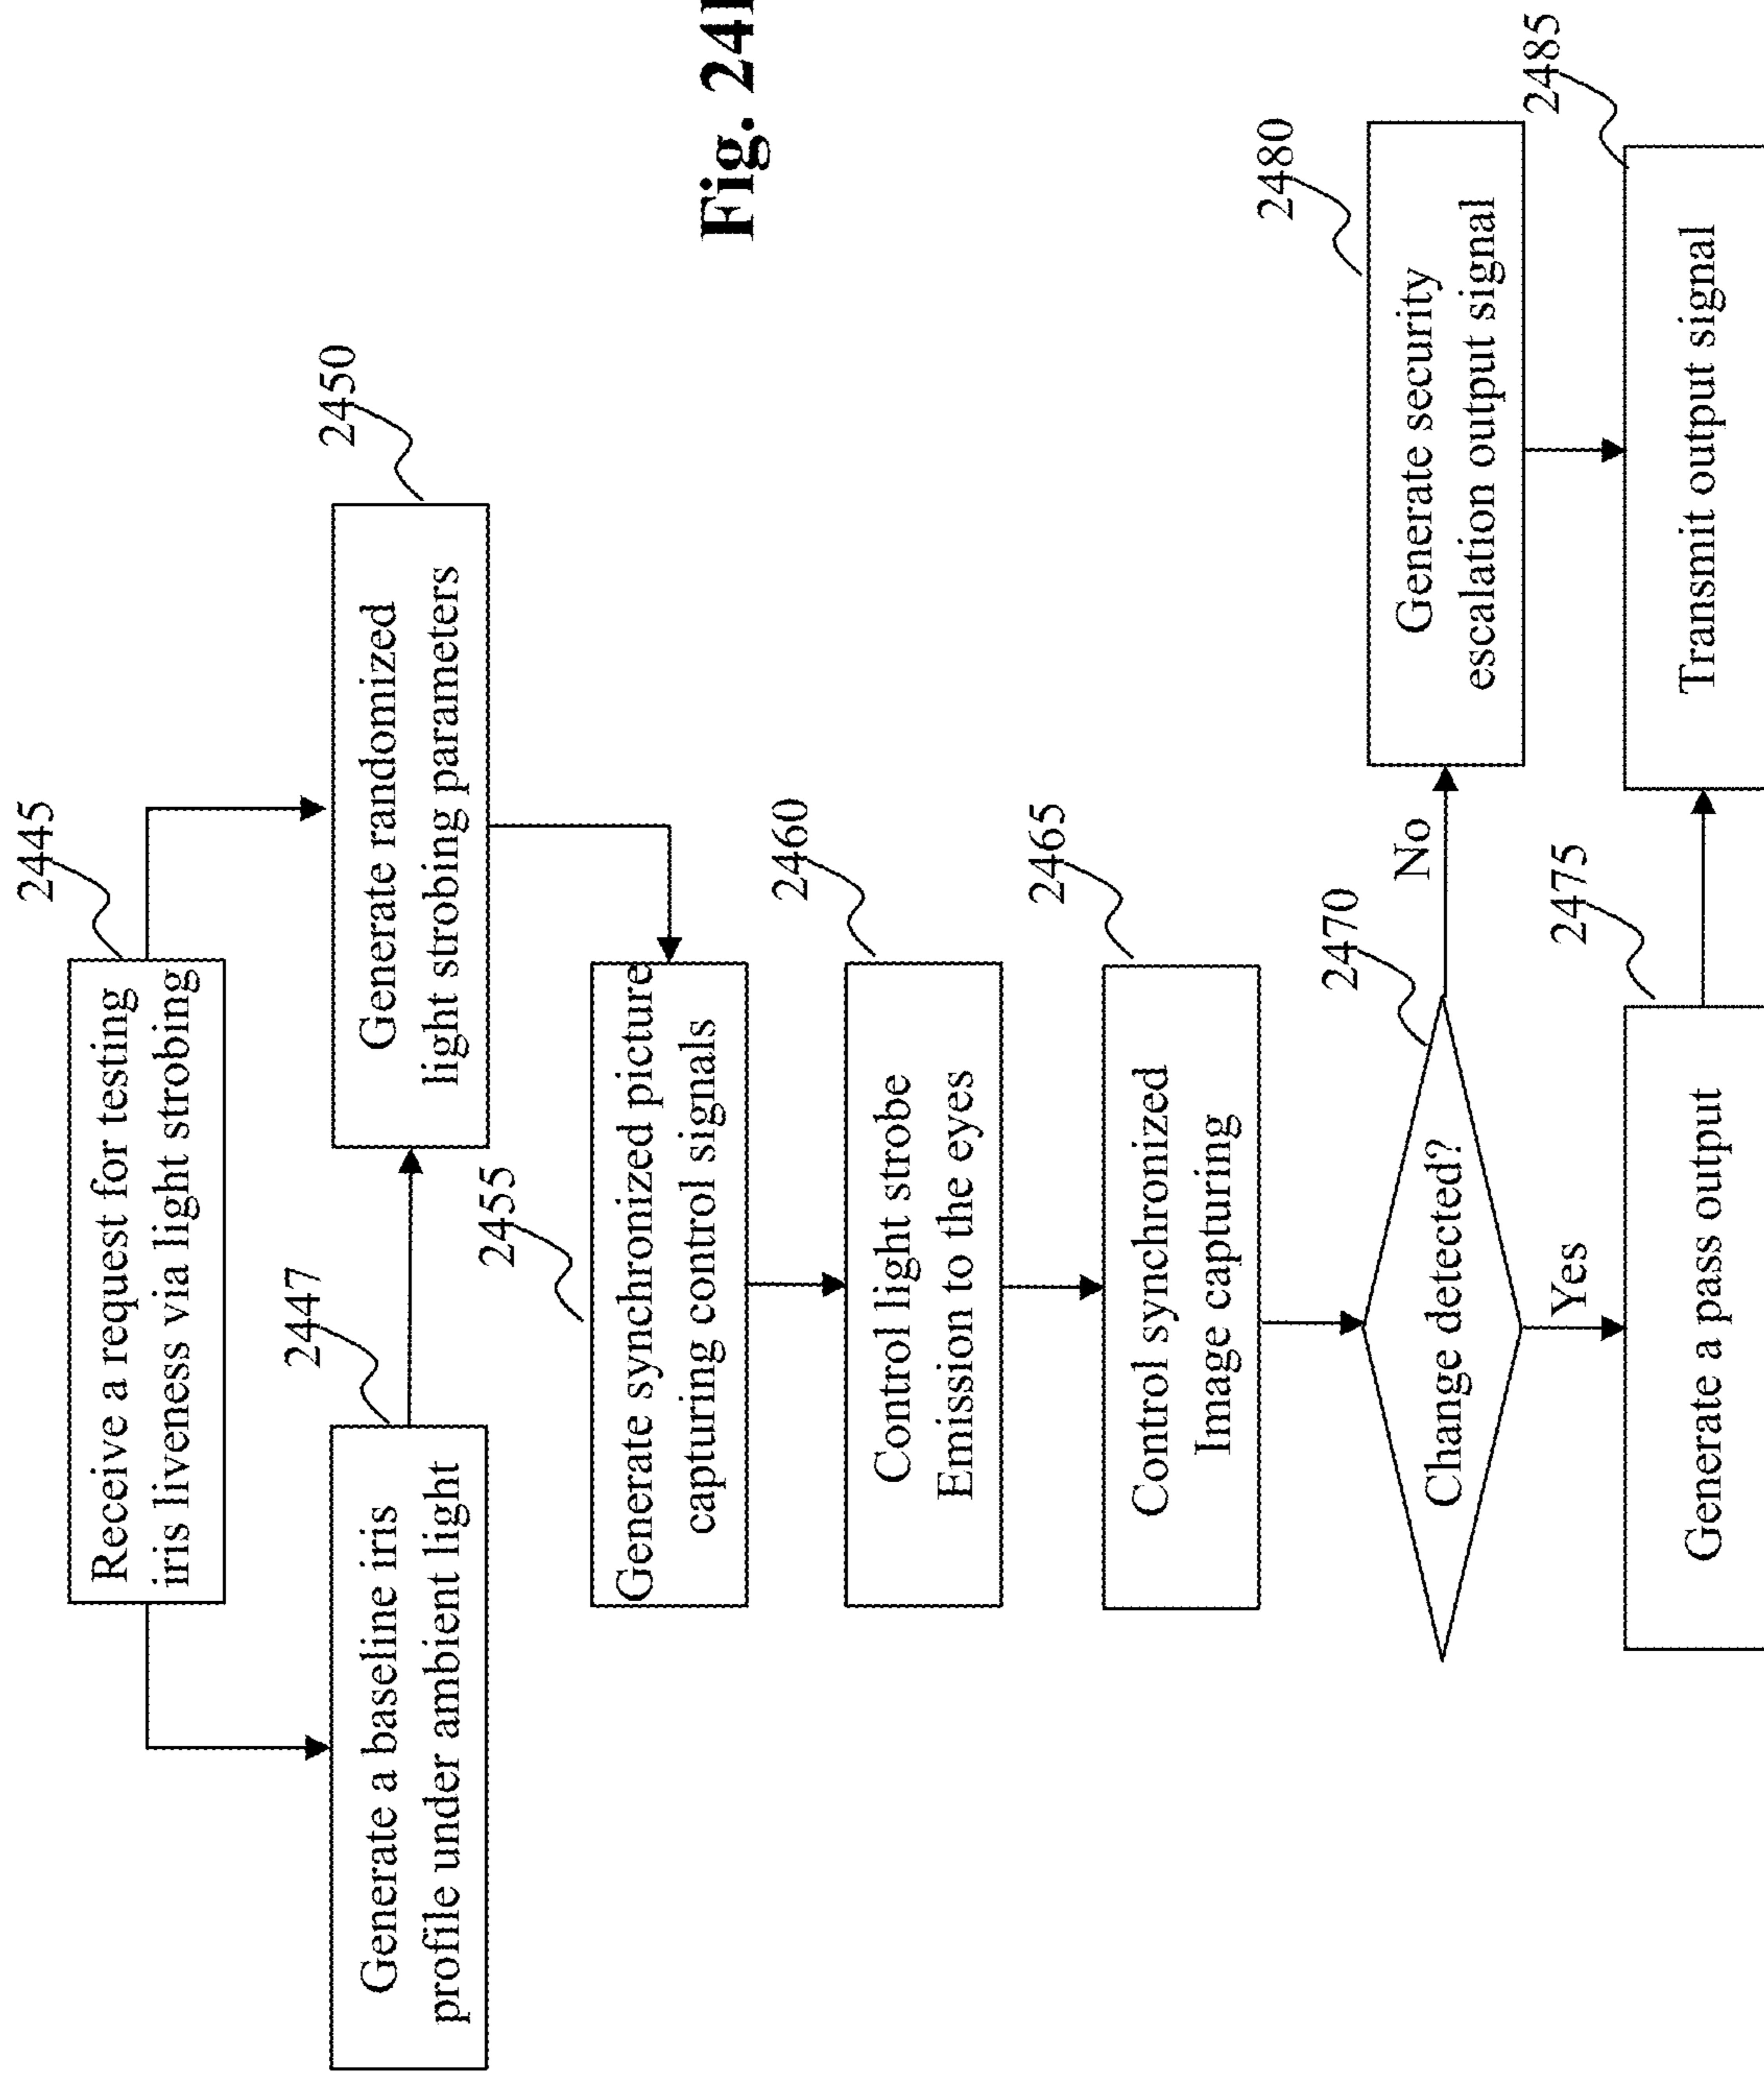 2445
Receive a request for testing
iris liveness via light strobing
2447
Generate a baseline iris
profile under ambient light
2450
Generate randomized
light strobing parameters
2455
Generate synchronized picture
capturing control signals
2460
Control light strobe
Emission to the eyes
2465
Control synchronized
Image capturing
2470
Change detected?
No
Yes
2480
Generate security
escalation output signal
2475
Generate a pass output
2485
Transmit output signal
Fig.